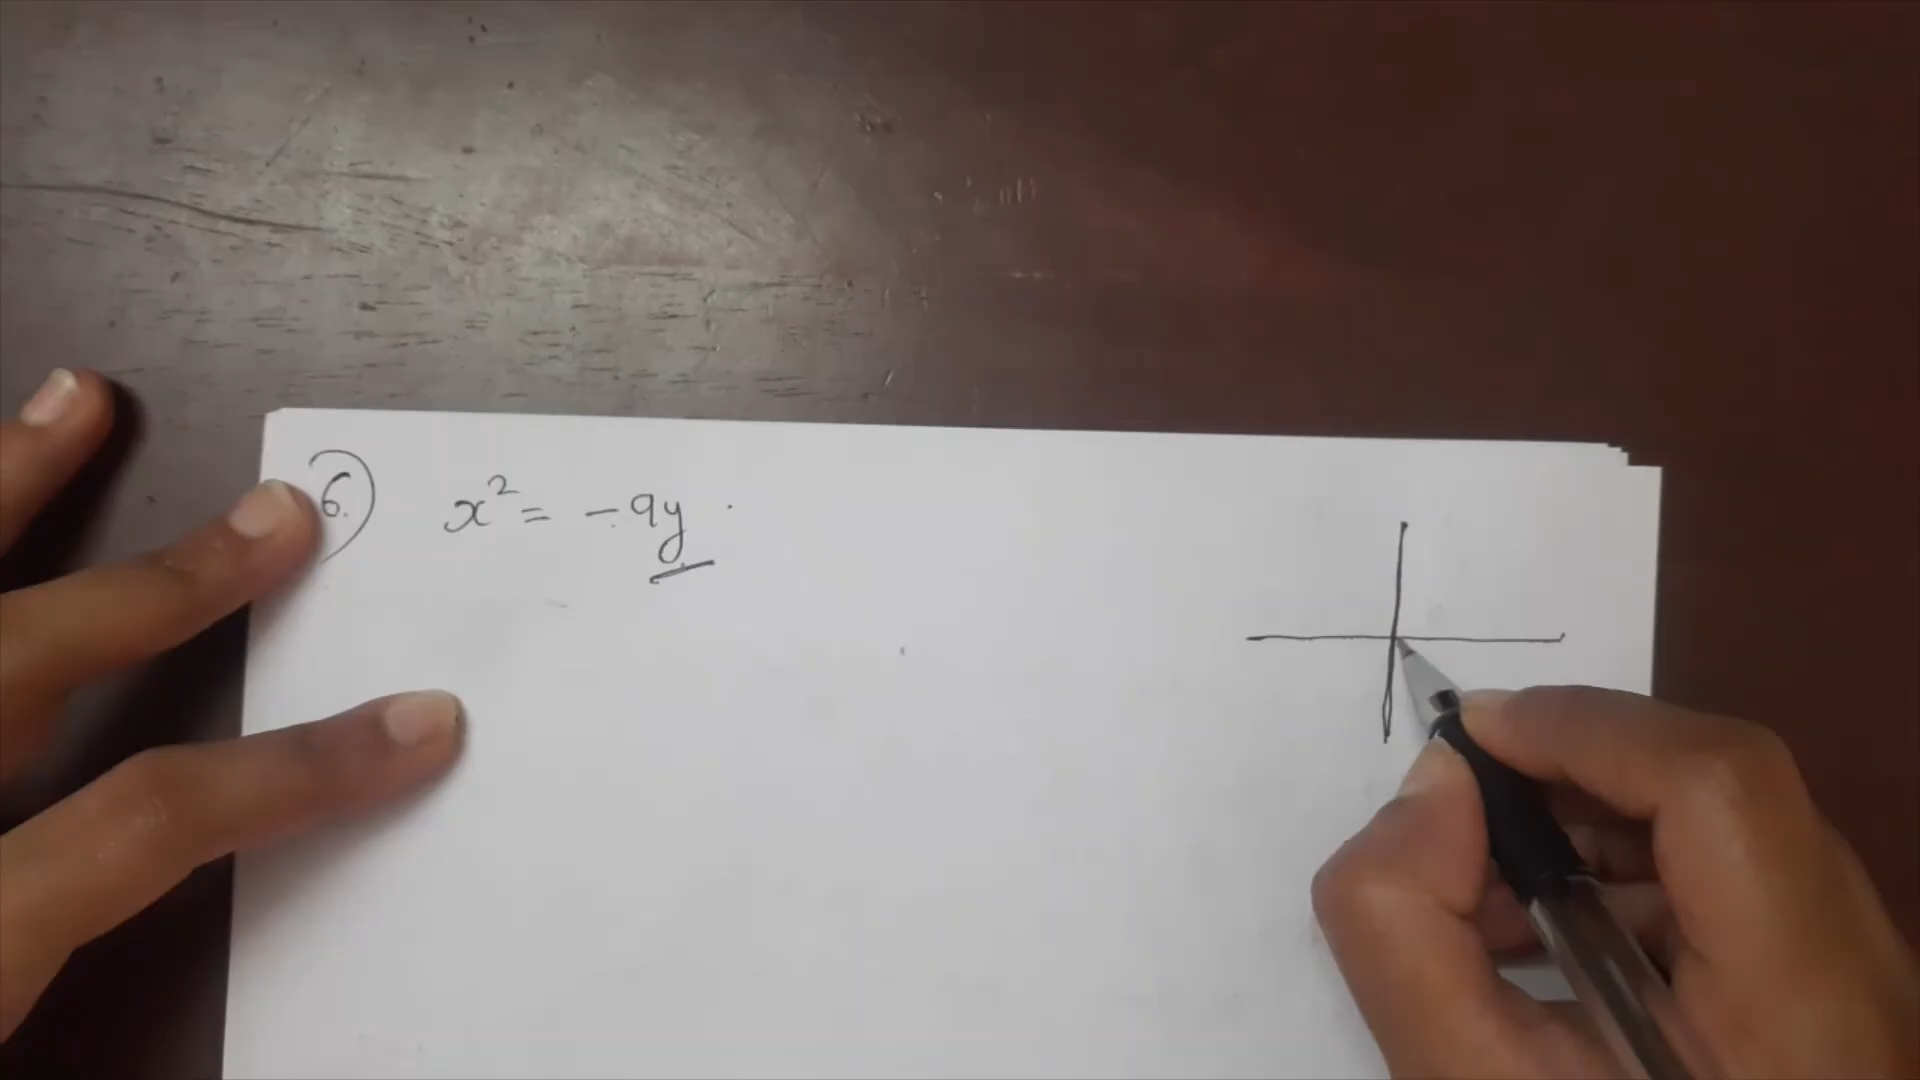 6. x² = -9y.